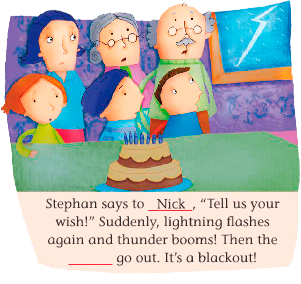 Stephan says to Nick, “Tell us your
wish!” Suddenly, lightning flashes
again and thunder booms! Then the
______ go out. It’s a blackout!